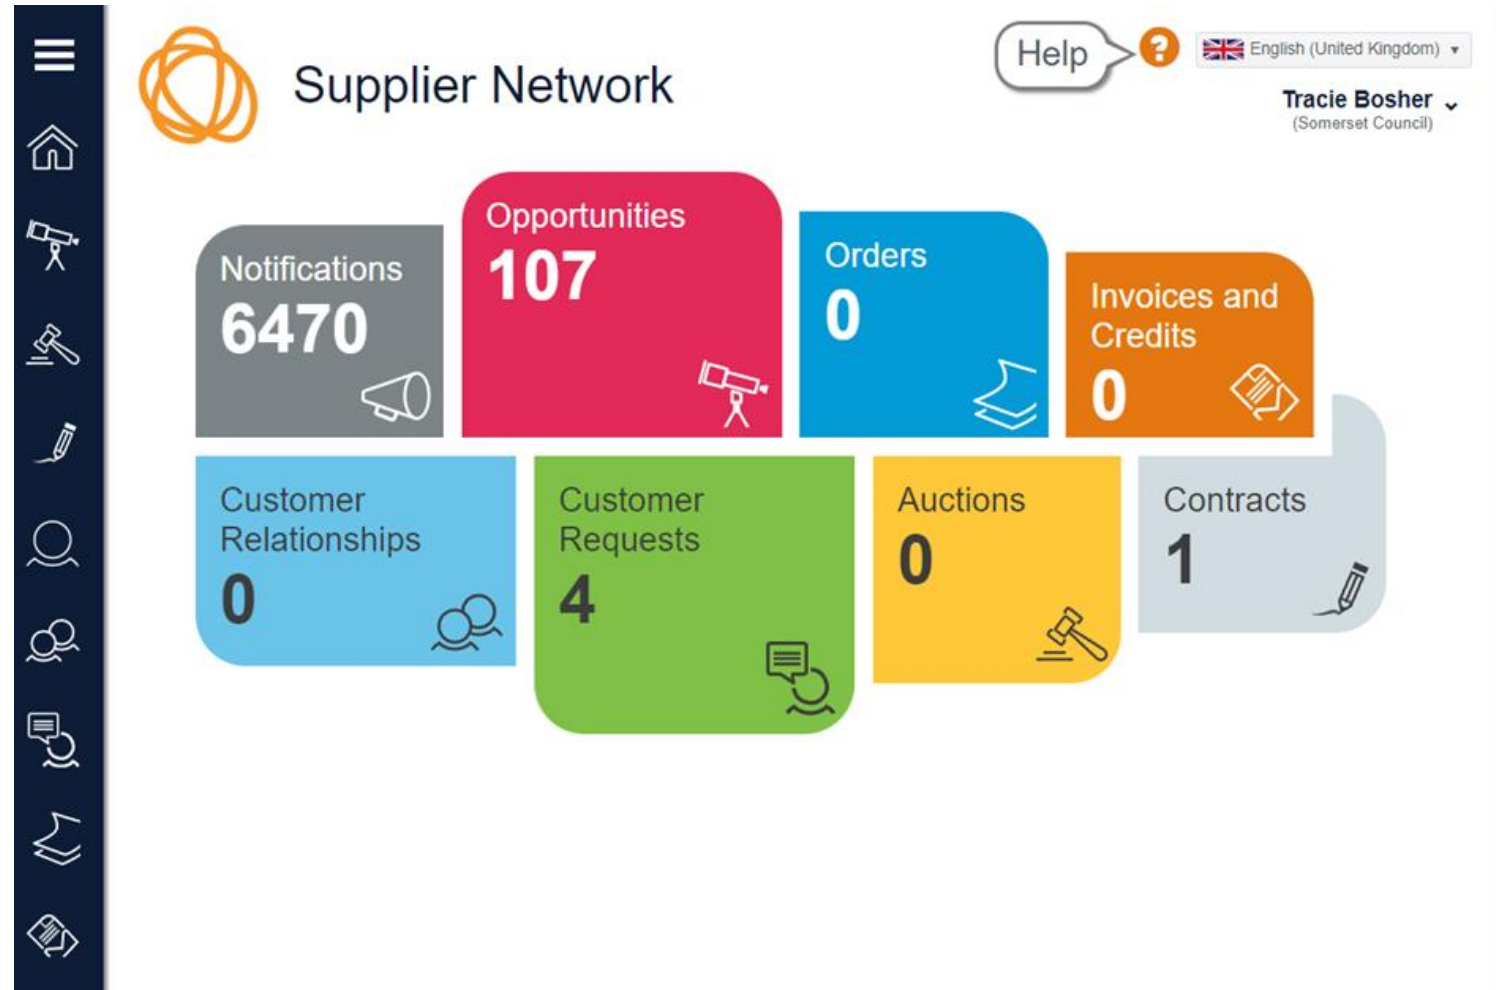 Supplier Network
Help
?
English (United Kingdom)
Tracie Bosher
(Somerset Council)
Notifications
6470
Opportunities
107
Orders
0
Invoices and
Credits
0
Customer
Relationships
0
Customer
Requests
4
Auctions
0
Contracts
1